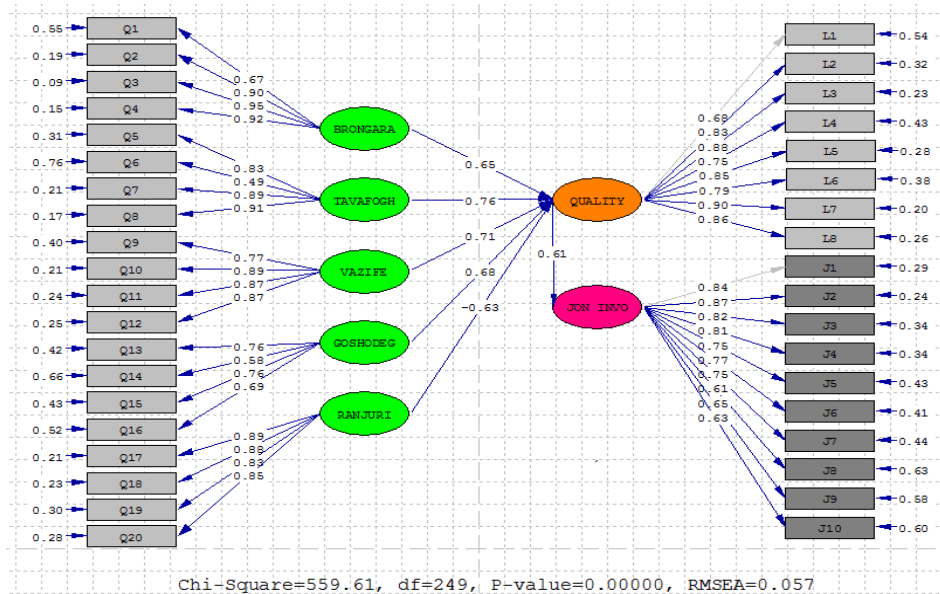 0.55 Q1
0.19 Q2
0.09 Q3
0.15 Q4
0.31 Q5
0.76 Q6
0.21 Q7
0.17 Q8
0.40 Q9
0.21 Q10
0.24 Q11
0.25 Q12
0.42 Q13
0.66 Q14
0.43 Q15
0.52 Q16
0.21 Q17
0.23 Q18
0.30 Q19
0.28 Q20
0.67
0.90
0.95
0.92
0.83
0.49
0.89
0.91
0.77
0.89
0.87
0.87
0.76
0.58
0.76
0.69
0.89
0.88
0.83
0.85
BRONGARA
TAVAFOGH
VAZIFE
GOSHODEG
RANJURI
0.65
0.76
0.71
0.68
-0.63
QUALITY
0.61
JON INVO
0.68
0.83
0.88
0.75
0.85
0.79
0.90
0.86
0.84
0.87
0.82
0.81
0.75
0.77
0.75
0.61
0.65
0.63
L1 0.54
L2 0.32
L3 0.23
L4 0.43
L5 0.28
L6 0.38
L7 0.20
L8 0.26
J1 0.29
J2 0.24
J3 0.34
J4 0.34
J5 0.43
J6 0.41
J7 0.44
J8 0.63
J9 0.58
J10 0.60
Chi-Square=559.61, df=249, P-value=0.00000, RMSEA=0.057